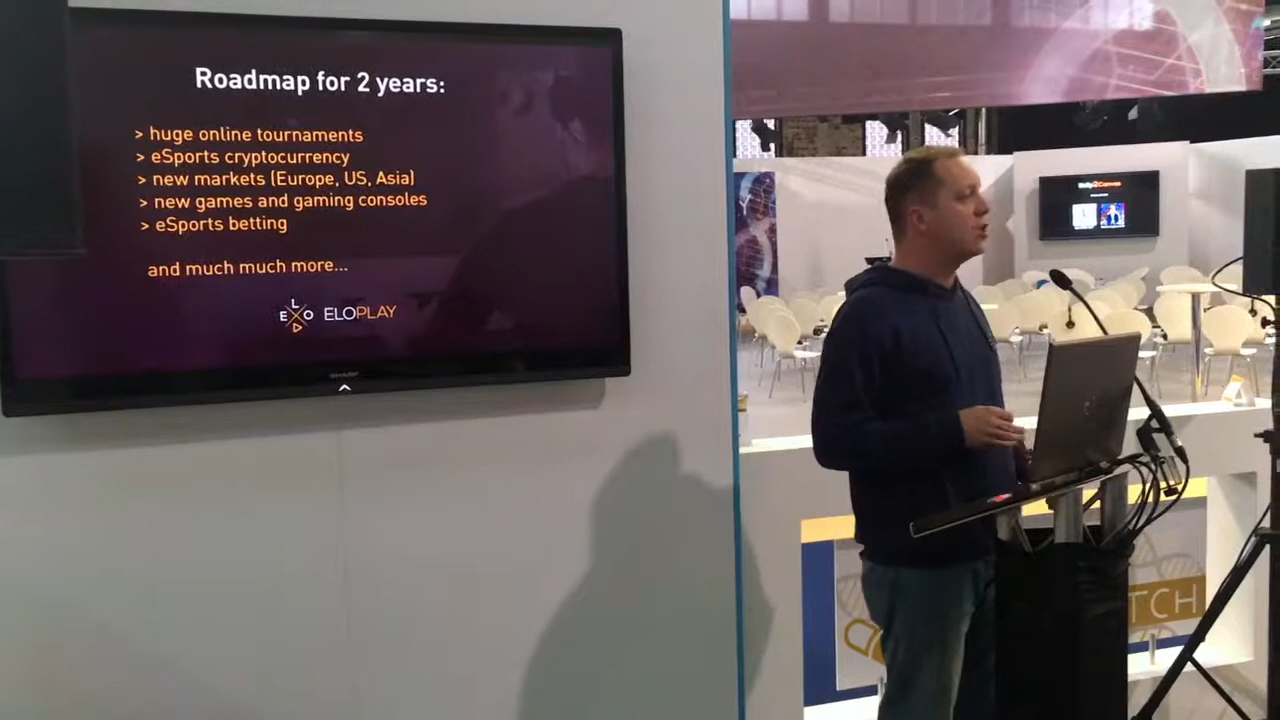 Roadmap for 2 years:
> huge online tournaments
> eSports cryptocurrency
> new markets (Europe, US, Asia)
> new games and gaming consoles
> eSports betting
and much much more...
L
E O
ELOPLAY
SHARP
TCH